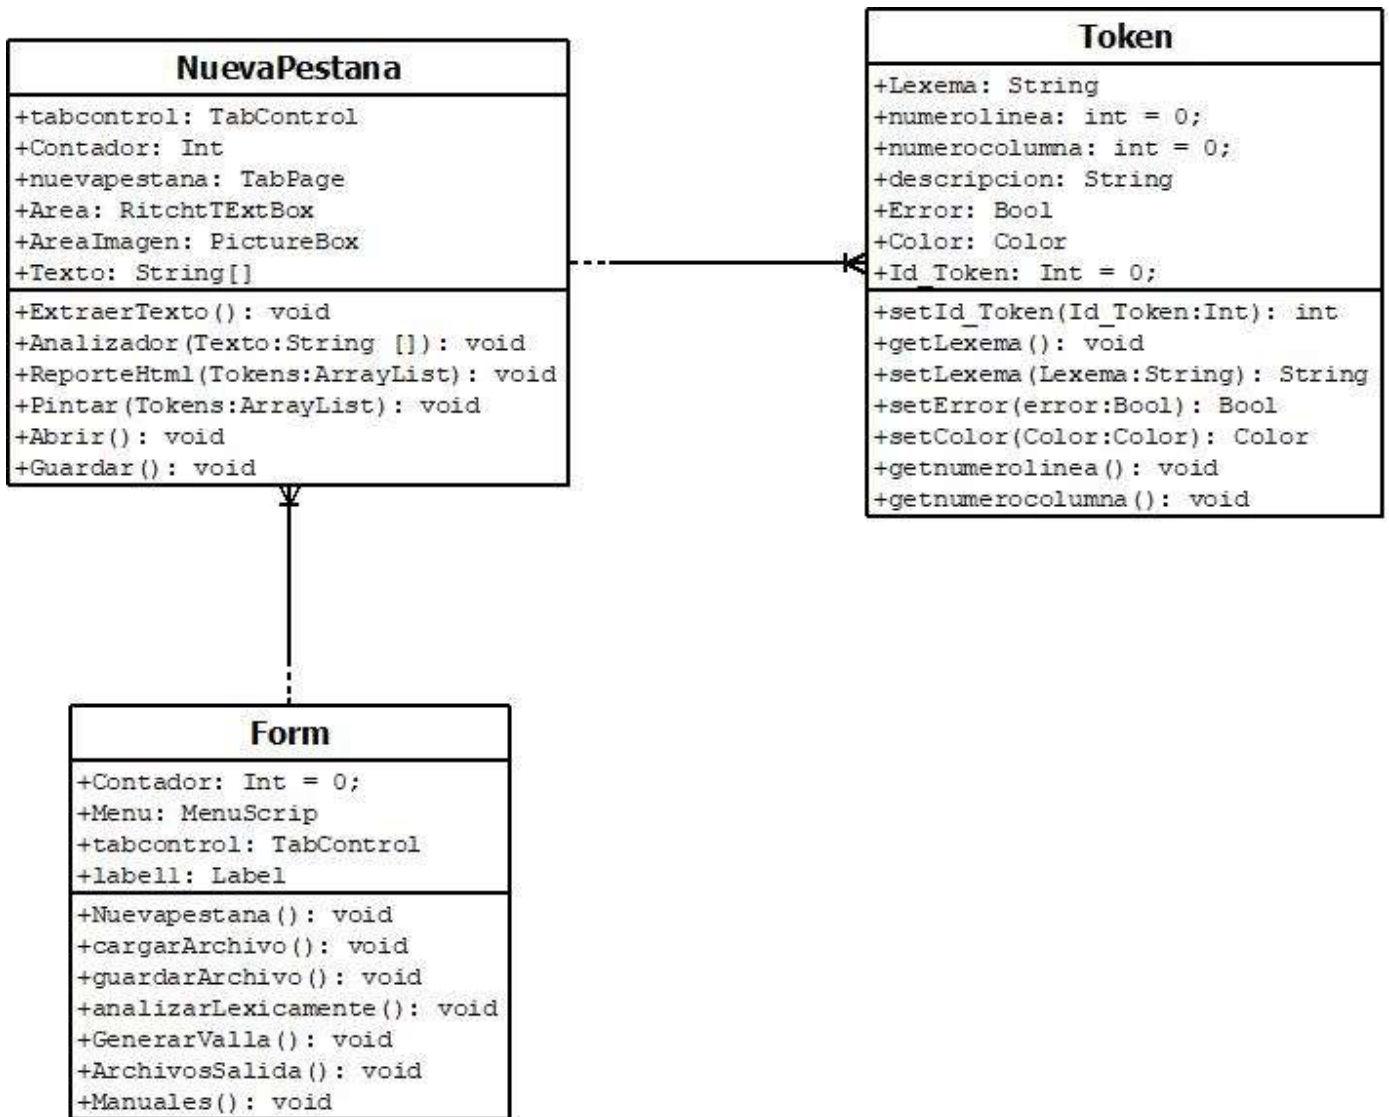 NuevaPestana
+tabcontrol: TabControl
+Contador: Int
+nuevapestana: TabPage
+Area: RitchtTExtBox
+AreaImagen: PictureBox
+Texto: String[]
+ExtraerTexto(): void
+Analizador(Texto:String []): void
+ReporteHtml(Tokens:ArrayList): void
+Pintar(Tokens:ArrayList): void
+Abrir(): void
+Guardar(): void
Token
+Lexema: String
+numerolinea: int = 0;
+numerocolumna: int = 0;
+descripcion: String
+Error: Bool
+Color: Color
+Id_Token: Int = 0;
+setId_Token(Id_Token:Int): int
+getLexema(): void
+setLexema(Lexema:String): String
+setError(error:Bool): Bool
+setColor(Color:Color): Color
+getnumerolinea(): void
+getnumerocolumna(): void
Form
+Contador: Int = 0;
+Menu: MenuScrip
+tabcontrol: TabControl
+label1: Label
+Nuevapestana(): void
+cargarArchivo(): void
+guardarArchivo(): void
+analizarLexicamente(): void
+GenerarValla(): void
+ArchivosSalida(): void
+Manuales(): void